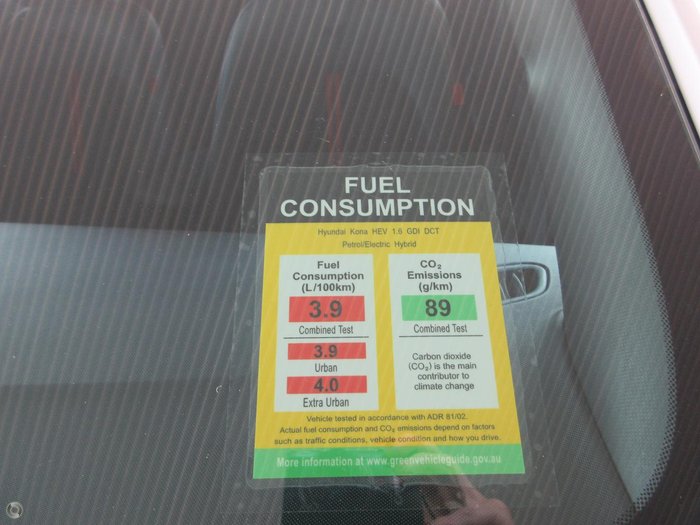 FUEL
CONSUMPTION
Hyundai Kona HEV 1.6 GDI DCT
Petrol/Electric Hybrid
Fuel
Consumption
(L/100km)
3.9
Combined Test
3.9
Urban
4.0
Extra Urban
CO₂
Emissions
(g/km)
89
Combined Test
Carbon dioxide
(CO₂) is the main
contributor to
climate change
Vehicle tested in accordance with ADR 81/02.
Actual fuel consumption and CO₂ emissions depend on factors
such as traffic conditions, vehicle condition and how you drive.
More information at www.greenvehicleguide.gov.au